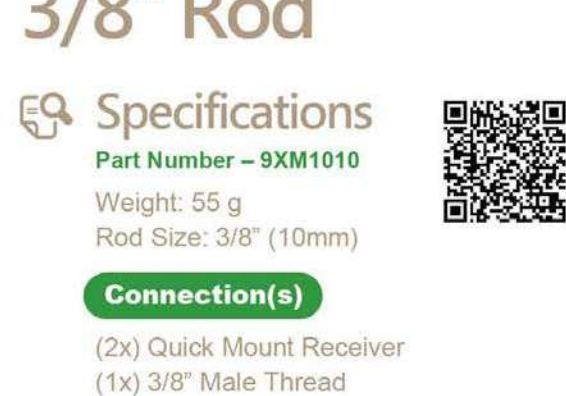 3/8" Rod
Specifications
Part Number – 9XM1010
Weight: 55 g
Rod Size: 3/8” (10mm)
Connection(s)
(2x) Quick Mount Receiver
(1x) 3/8” Male Thread